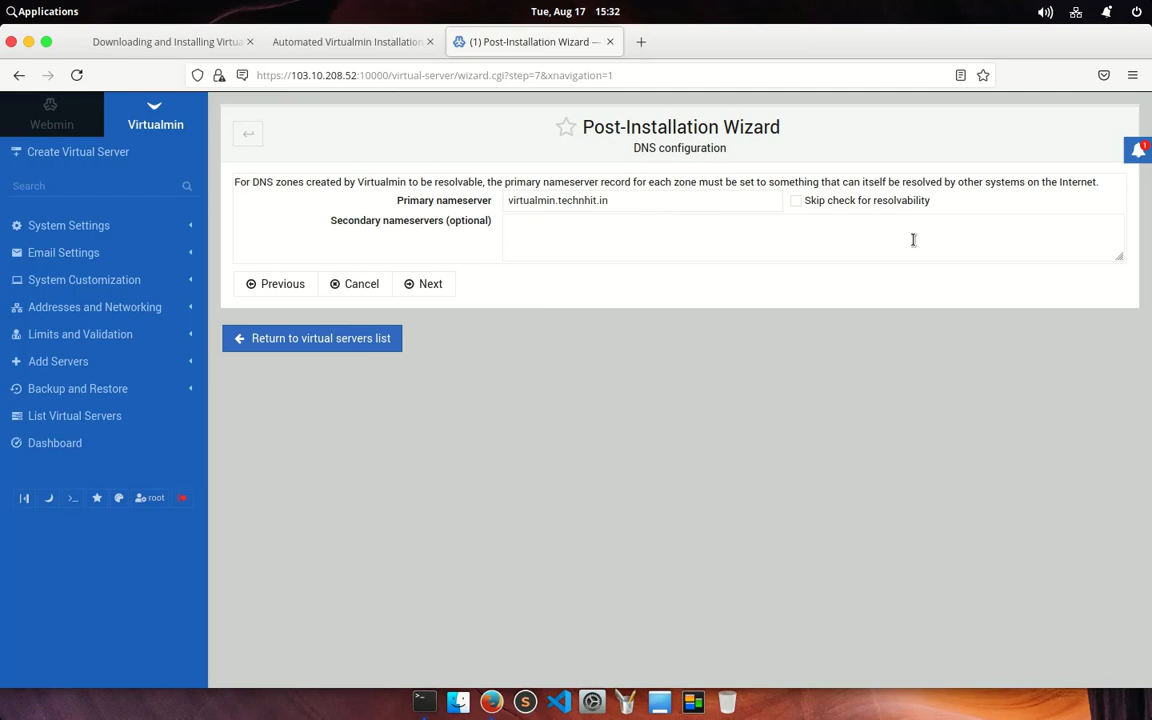 Applications
Tue, Aug 17 15:32
Downloading and Installing Virtua
Automated Virtualmin Installation
(1) Post-Installation Wizard —
https://103.10.208.52:10000/virtual-server/wizard.cgi?step=7&xnavigation=1
Webmin
Virtualmin
Create Virtual Server
Search
System Settings
Email Settings
System Customization
Addresses and Networking
Limits and Validation
Add Servers
Backup and Restore
List Virtual Servers
Dashboard
root
Post-Installation Wizard
DNS configuration
1
For DNS zones created by Virtualmin to be resolvable, the primary nameserver record for each zone must be set to something that can itself be resolved by other systems on the Internet.
Primary nameserver virtualmin.technhit.in Skip check for resolvability
Secondary nameservers (optional)
Previous Cancel Next
Return to virtual servers list